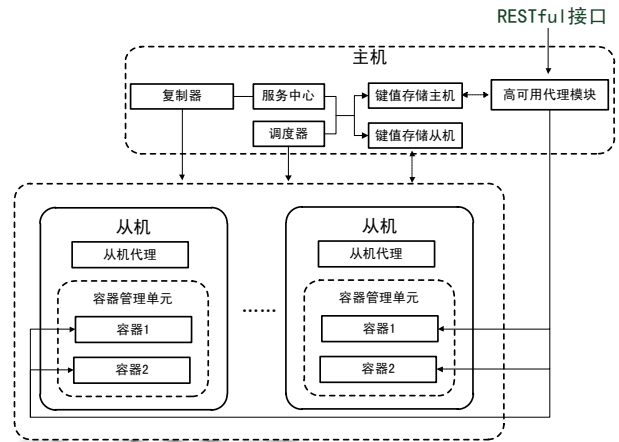 RESTful接口
主机
复制器
服务中心
键值存储主机
高可用代理模块
调度器
键值存储从机
从机
从机代理
容器管理单元
容器1
容器2
……
从机
从机代理
容器管理单元
容器1
容器2